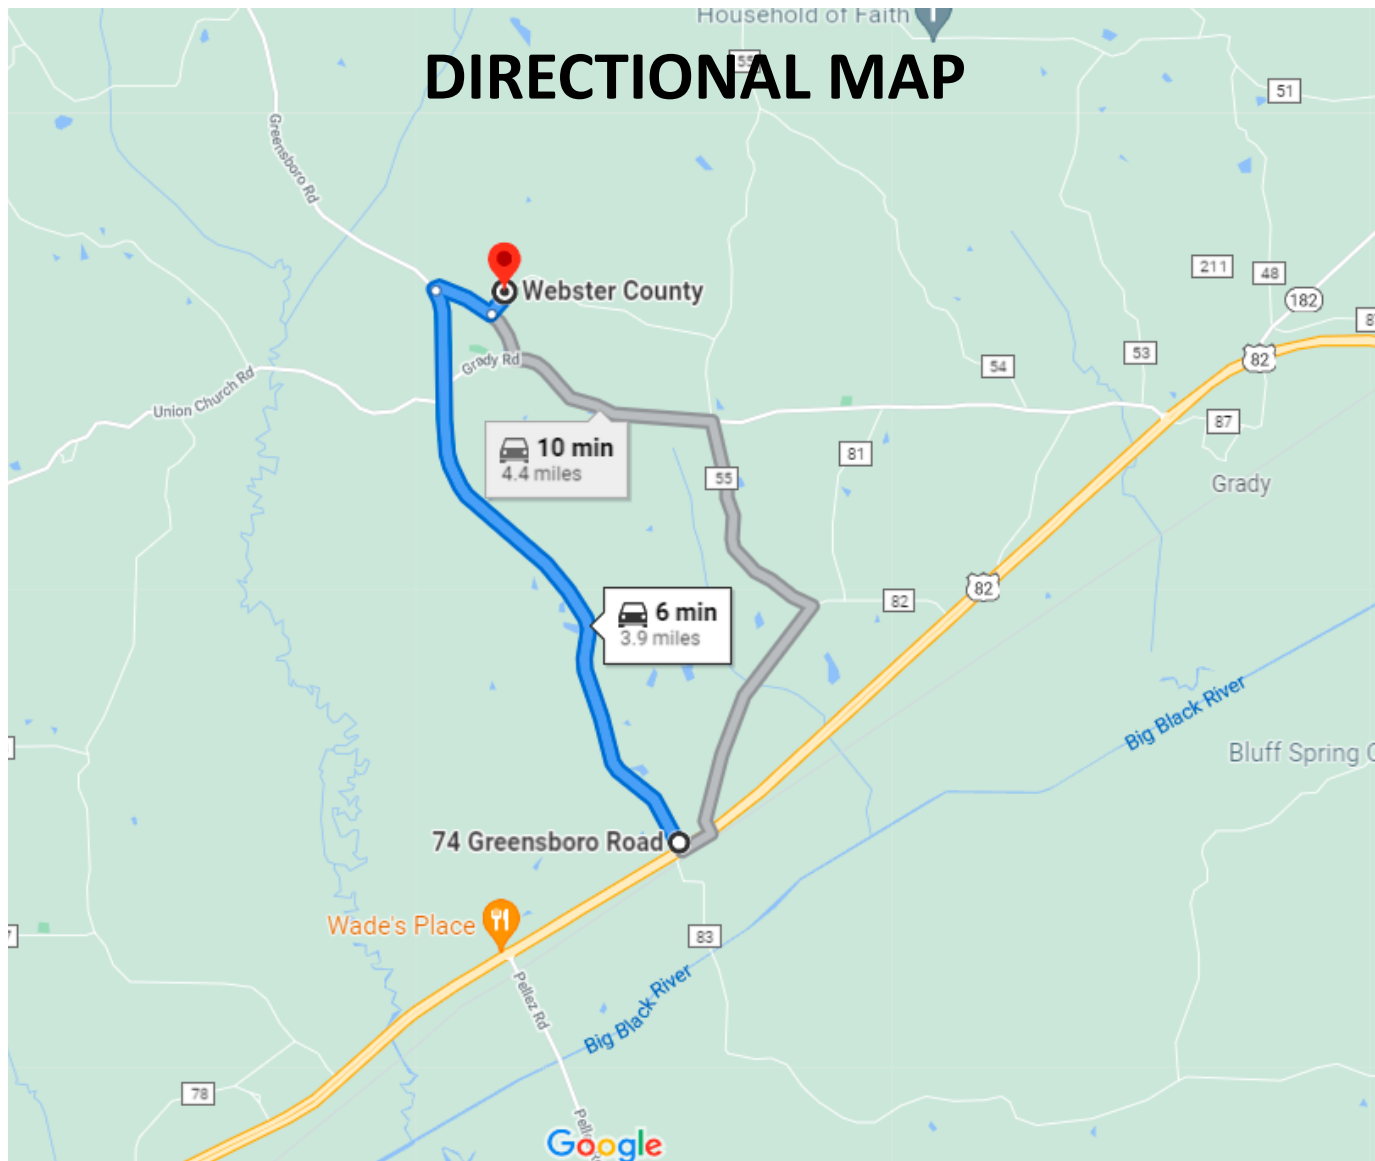 Household of Faith
55
DIRECTIONAL MAP
51
Greensboro Rd
211
48
182
Webster County
82
53
54
Grady Rd
Union Church Rd
87
10 min
4.4 miles
81
55
Grady
82
82
6 min
3.9 miles
Big Black River
Bluff Spring
74 Greensboro Road
Wade's Place
83
Pellez Rd
Big Black River
78
Google